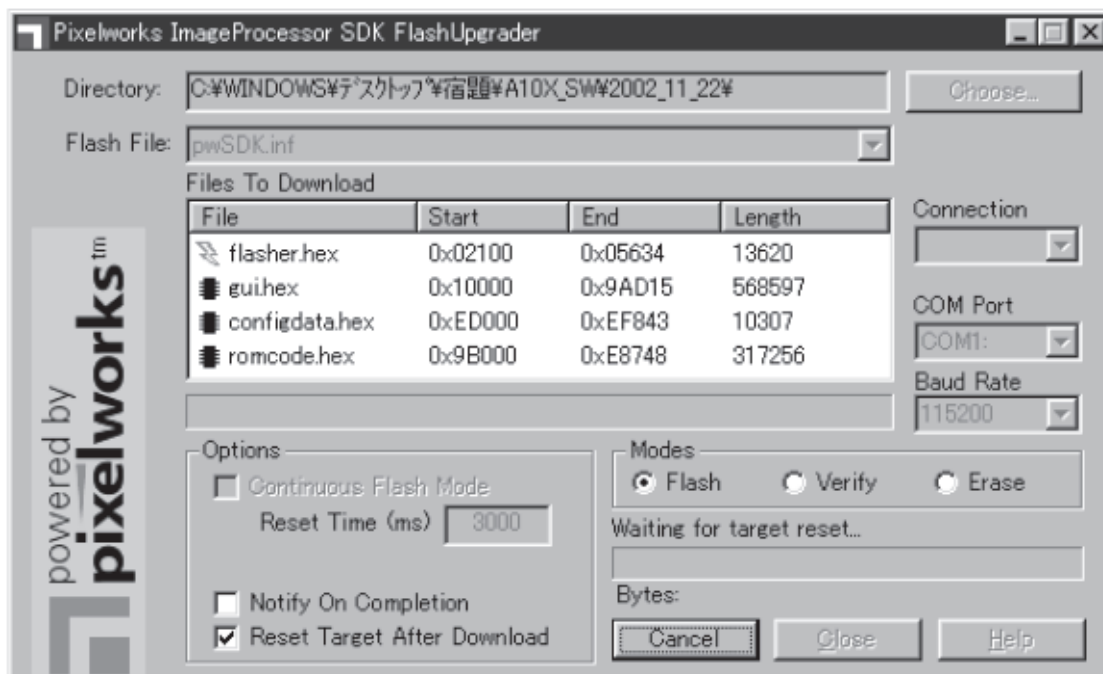 Pixelworks ImageProcessor SDK FlashUpgrader
Directory: C:¥WINDOWS¥ﾃﾞｽｸﾄｯﾌﾟ¥宿題¥A10X_SW¥2002_11_22¥ Choose...
Flash File: pwSDK.inf
Files To Download
File Start End Length
flasher.hex 0x02100 0x05634 13620
gui.hex 0x10000 0x9AD15 568597
configdata.hex 0xED000 0xEF843 10307
romcode.hex 0x9B000 0xE8748 317256
Connection
COM Port
COM1:
Baud Rate
115200
powered by
pixelworks™
Options
Continuous Flash Mode
Reset Time (ms) 3000
Notify On Completion
Reset Target After Download
Modes
Flash Verify Erase
Waiting for target reset...
Bytes:
Cancel Close Help